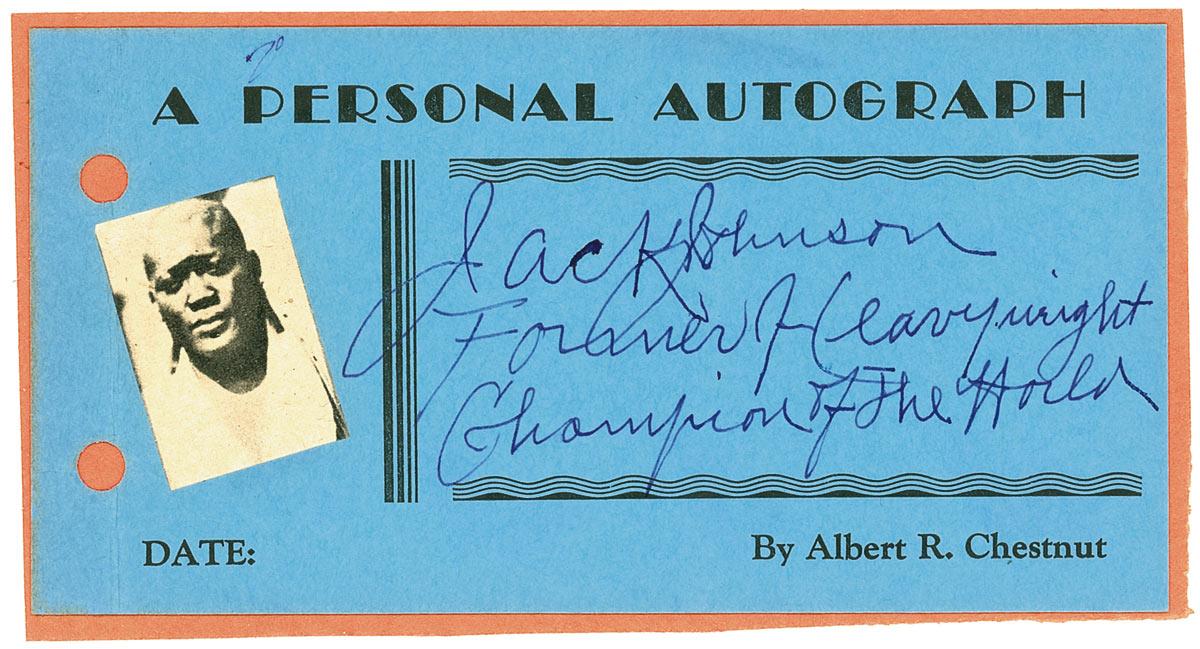 A PERSONAL AUTOGRAPH
Jack Johnson
Former Heavyweight
Champion of The World
DATE:
By Albert R. Chestnut